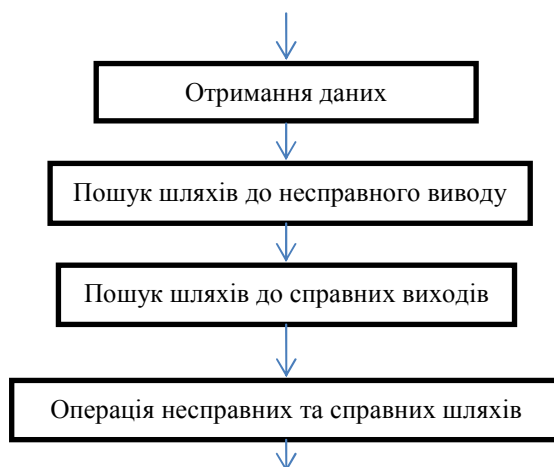 Отримання даних
Пошук шляхів до несправного виводу
Пошук шляхів до справних виходів
Операція несправних та справних шляхів